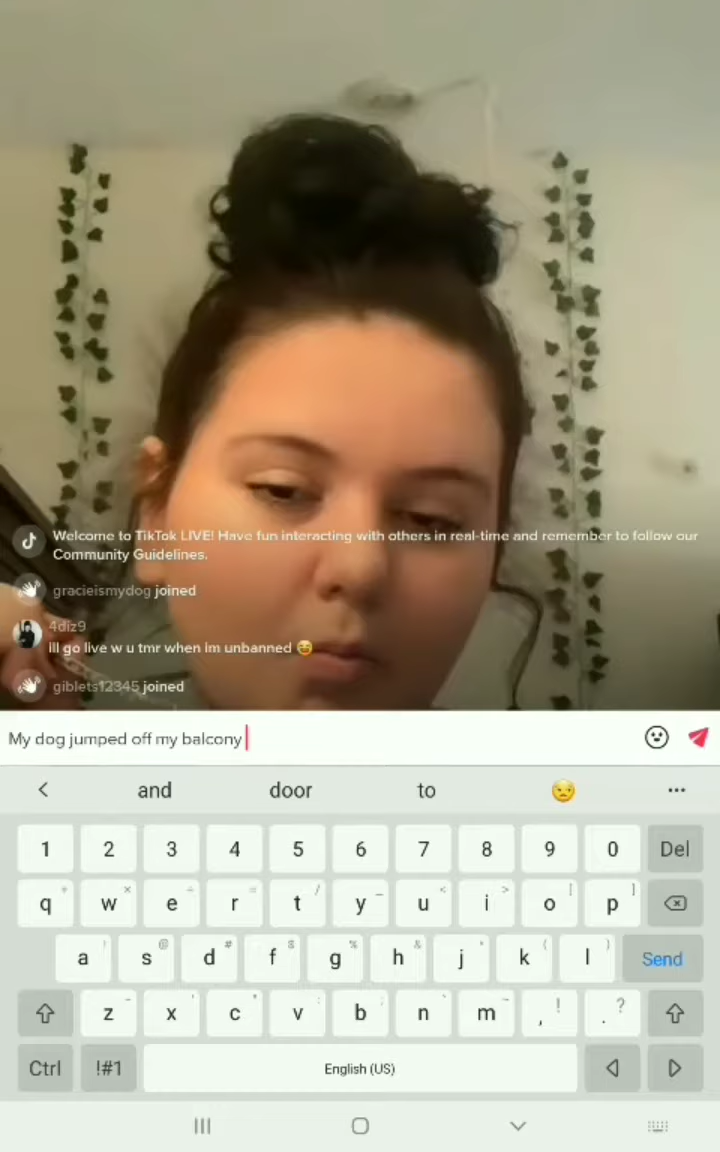 Welcome to TikTok LIVE! Have fun interacting with others in real-time and remember to follow our
Community Guidelines.
gracieismydog joined
4diz9
ill go live w u tmr when im unbanned 😆
giblets12345 joined
My dog jumped off my balcony
< and door to 😥 ...
1 2 3 4 5 6 7 8 9 0 Del
q w e r t y u i o p
a s d f g h j k l Send
z x c v b n m , ! . ?
Ctrl !#1 English (US)